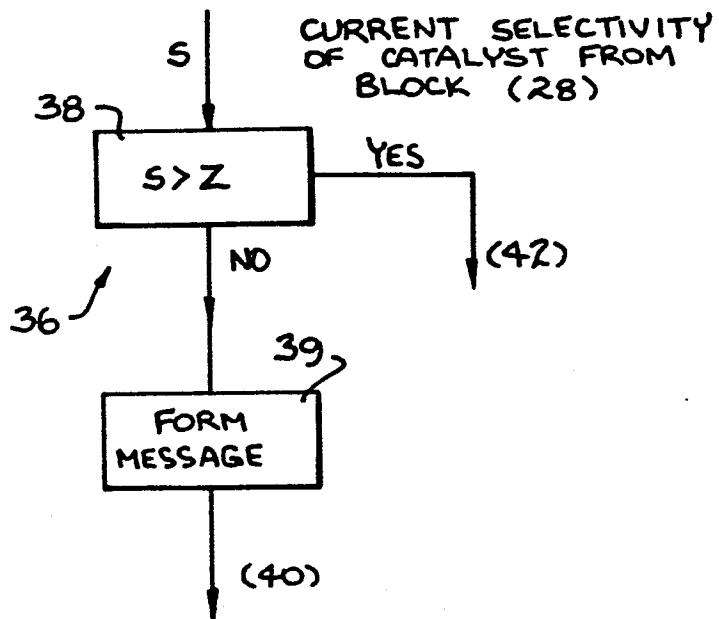 CURRENT SELECTIVITY
OF CATALYST FROM
BLOCK (28)
S
38
S > Z
YES
(42)
NO
36
39
FORM
MESSAGE
(40)